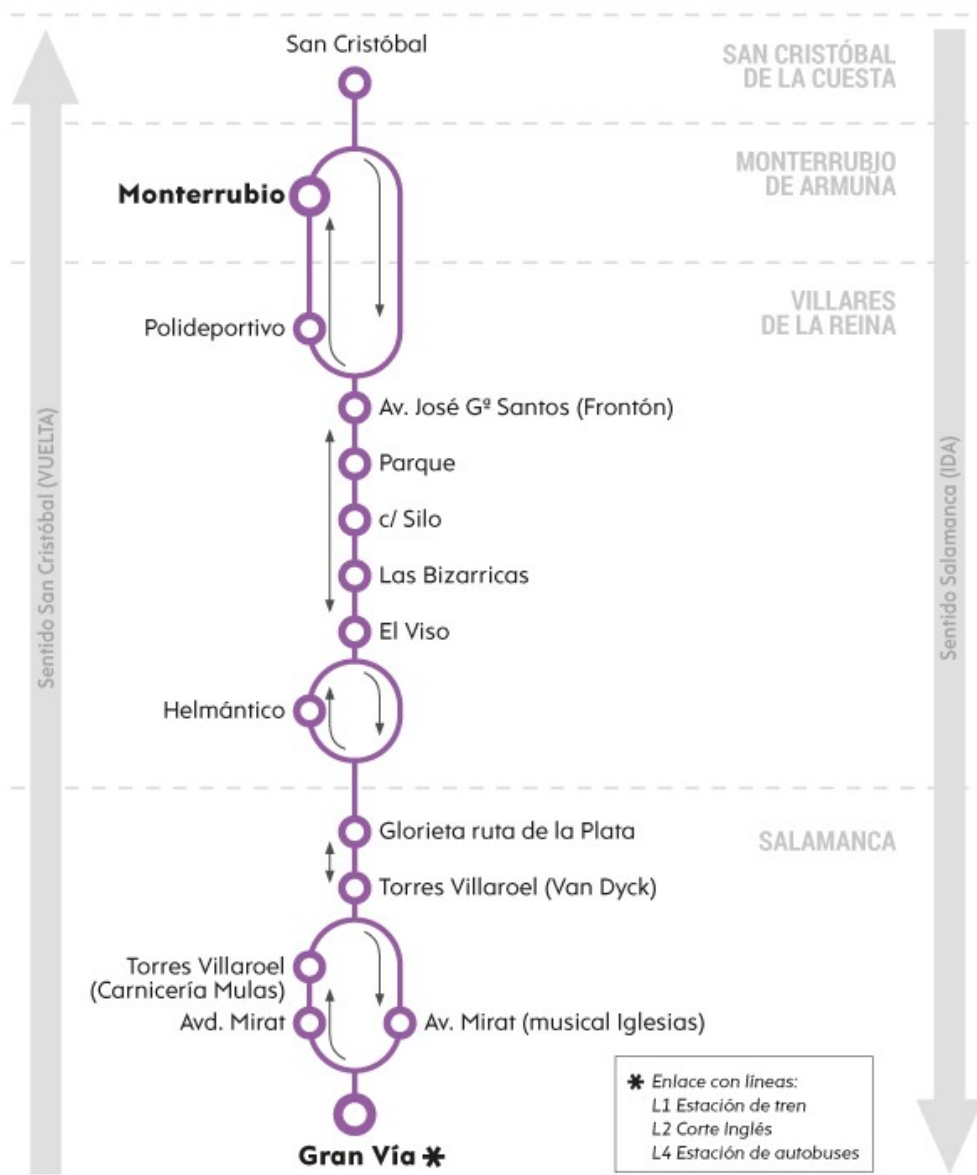 San Cristóbal
SAN CRISTÓBAL
DE LA CUESTA
Monterrubio
MONTERRUBIO
DE ARMUÑA
Polideportivo
VILLARES
DE LA REINA
Av. José Gª Santos (Frontón)
Parque
c/ Silo
Las Bizarricas
El Viso
Helmántico
Sentido San Cristóbal (VUELTA)
Sentido Salamanca (IDA)
Glorieta ruta de la Plata
SALAMANCA
Torres Villaroel (Van Dyck)
Torres Villaroel
(Carnicería Mulas)
Avd. Mirat
Av. Mirat (musical Iglesias)
Gran Vía *
* Enlace con líneas:
L1 Estación de tren
L2 Corte Inglés
L4 Estación de autobuses